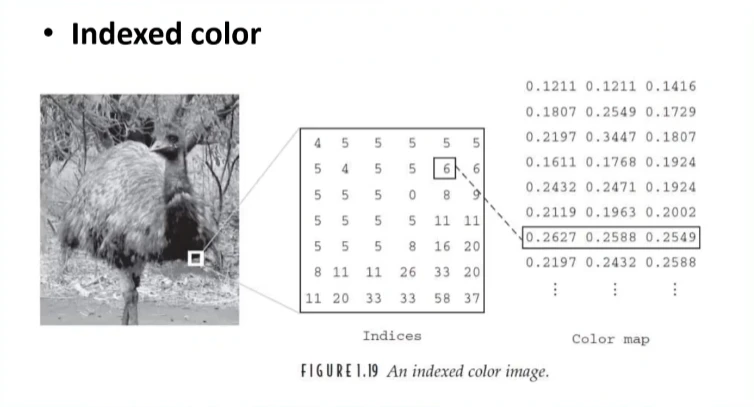 • Indexed color
4 5 5 5 5 5
5 4 5 5 6 6
5 5 5 0 8 9
5 5 5 5 11 11
5 5 5 8 16 20
8 11 11 26 33 20
11 20 33 33 58 37
Indices
0.1211 0.1211 0.1416
0.1807 0.2549 0.1729
0.2197 0.3447 0.1807
0.1611 0.1768 0.1924
0.2432 0.2471 0.1924
0.2119 0.1963 0.2002
0.2627 0.2588 0.2549
0.2197 0.2432 0.2588
⋮ ⋮ ⋮
Color map
FIGURE 1.19 An indexed color image.